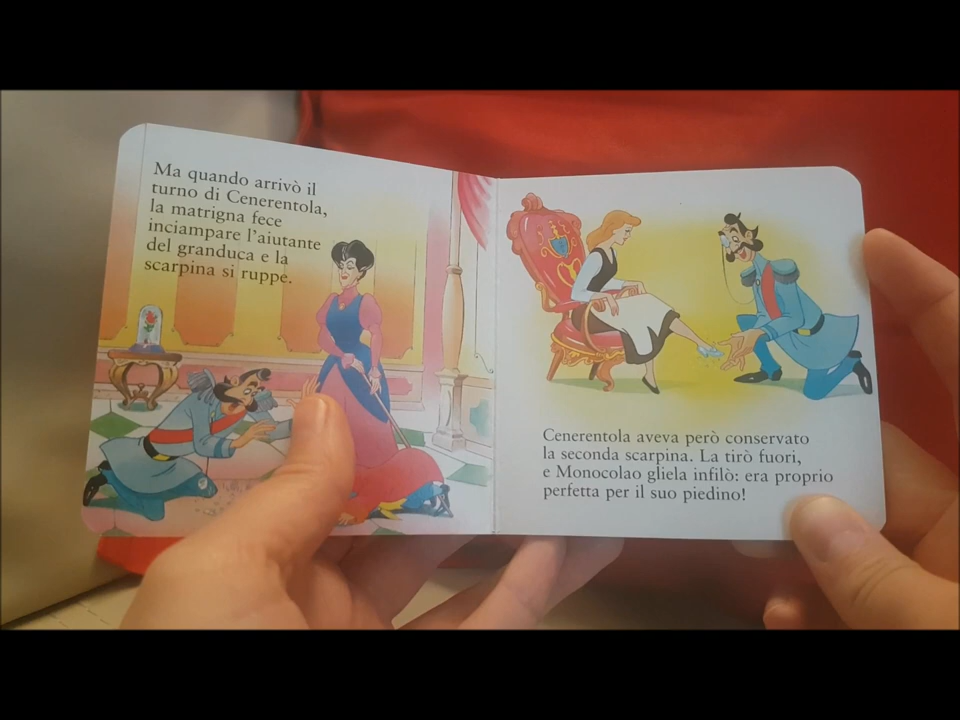 Ma quando arrivò il
turno di Cenerentola,
la matrigna fece
inciampare l'aiutante
del granduca e la
scarpina si ruppe.
Cenerentola aveva però conservato
la seconda scarpina. La tirò fuori,
e Monocolao gliela infilò: era proprio
perfetta per il suo piedino!